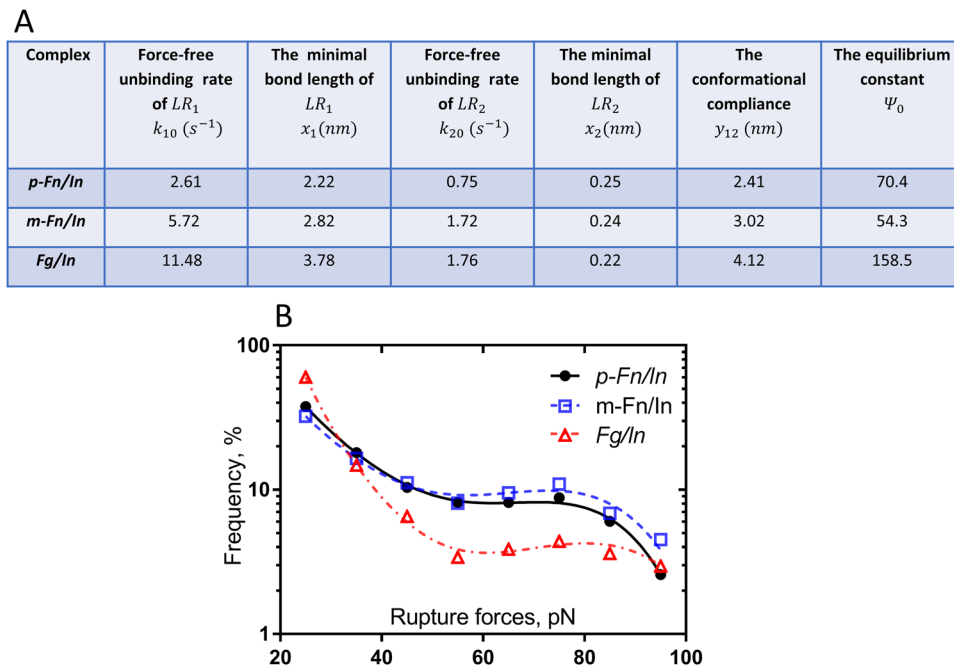 A
Complex
Force-free
unbinding rate
of LR₁
k₁₀ (s⁻¹)
The minimal
bond length of
LR₁
x₁(nm)
Force-free
unbinding rate
of LR₂
k₂₀ (s⁻¹)
The minimal
bond length of
LR₂
x₂(nm)
The
conformational
compliance
y₁₂ (nm)
The equilibrium
constant
Ψ₀
p-Fn/In 2.61 2.22 0.75 0.25 2.41 70.4
m-Fn/In 5.72 2.82 1.72 0.24 3.02 54.3
Fg/In 11.48 3.78 1.76 0.22 4.12 158.5
B
100
10
1
Frequency, %
p-Fn/In
m-Fn/In
Fg/In
Rupture forces, pN
20 40 60 80 100